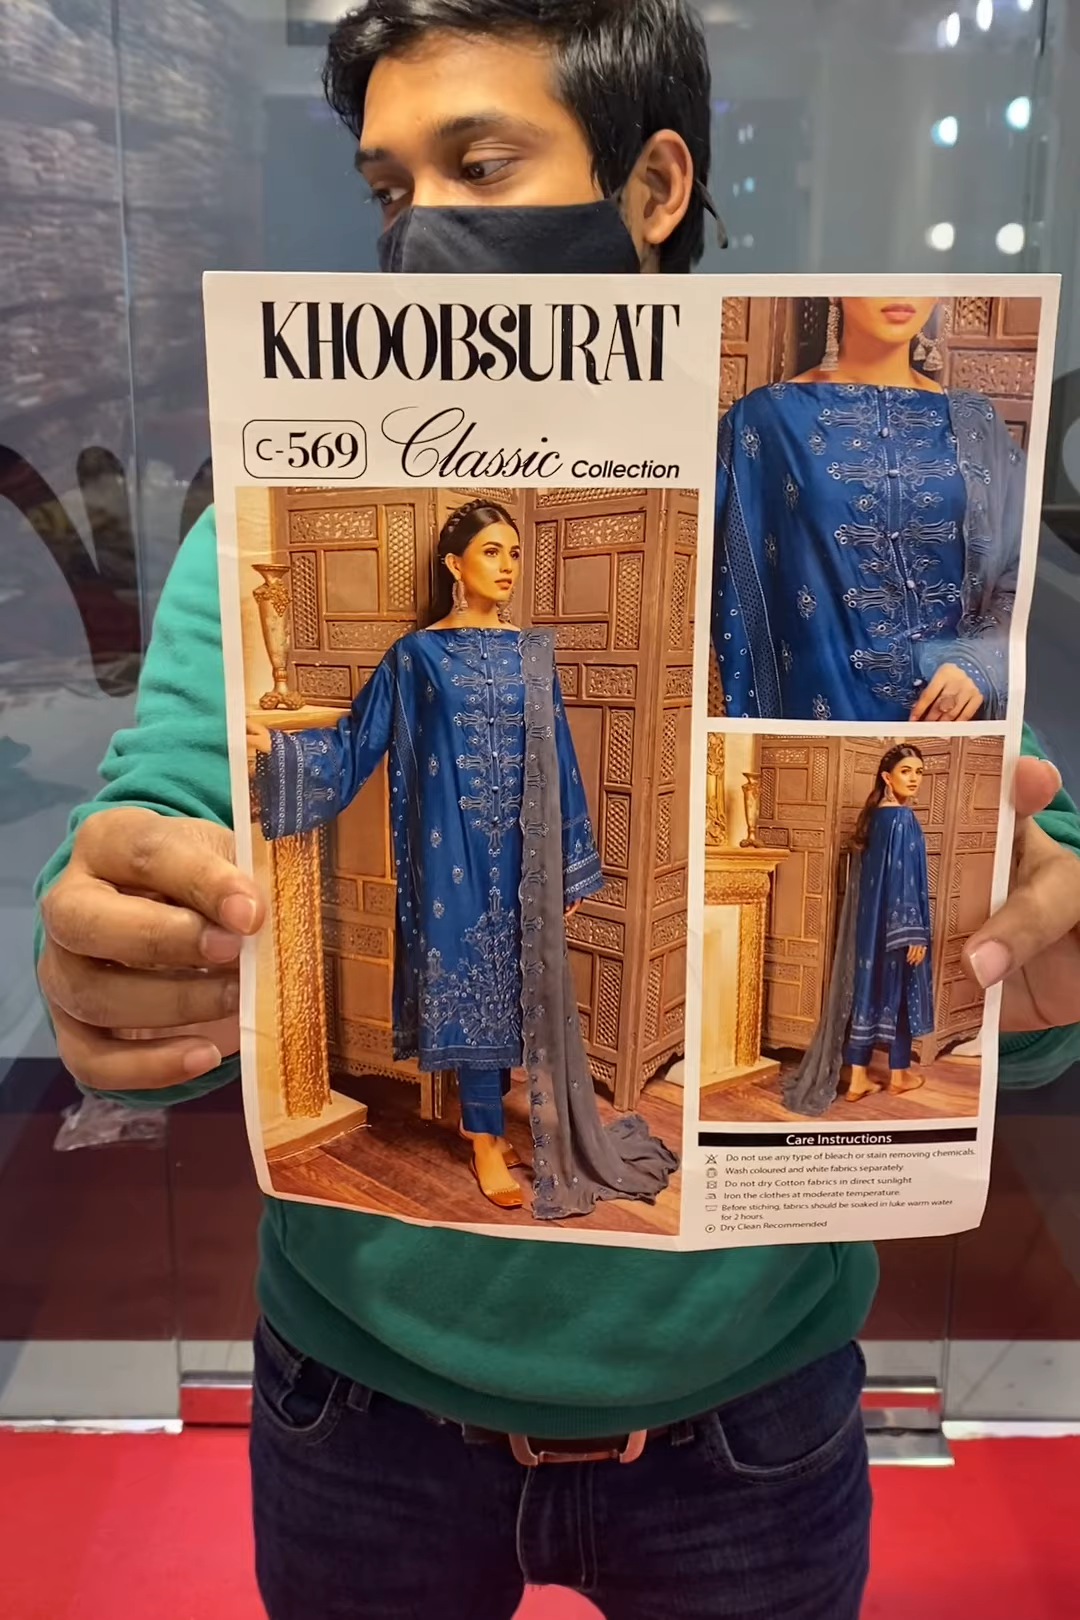 KHOOBSURAT
C-569 Classic Collection
Care Instructions
Do not use any type of bleach or stain removing chemicals.
Wash coloured and white fabrics separately.
Do not dry Cotton fabrics in direct sunlight
Iron the clothes at moderate temperature.
Before stiching, fabrics should be soaked in luke warm water
for 2 hours.
Dry Clean Recommended